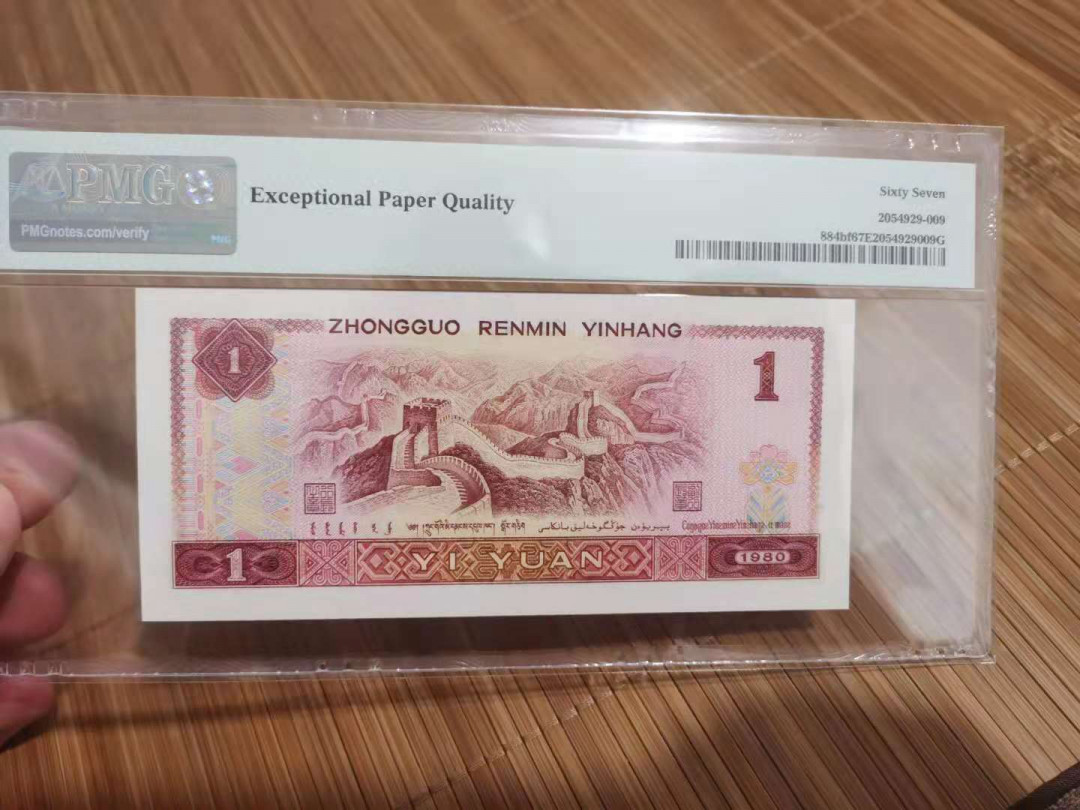 PMG
PMGnotes.com/verify
PMG
Exceptional Paper Quality
Sixty Seven
2054929-009
884bf67E2054929009G
ZHONGGUO RENMIN YINHANG
1
1
1
YI YUAN
1980